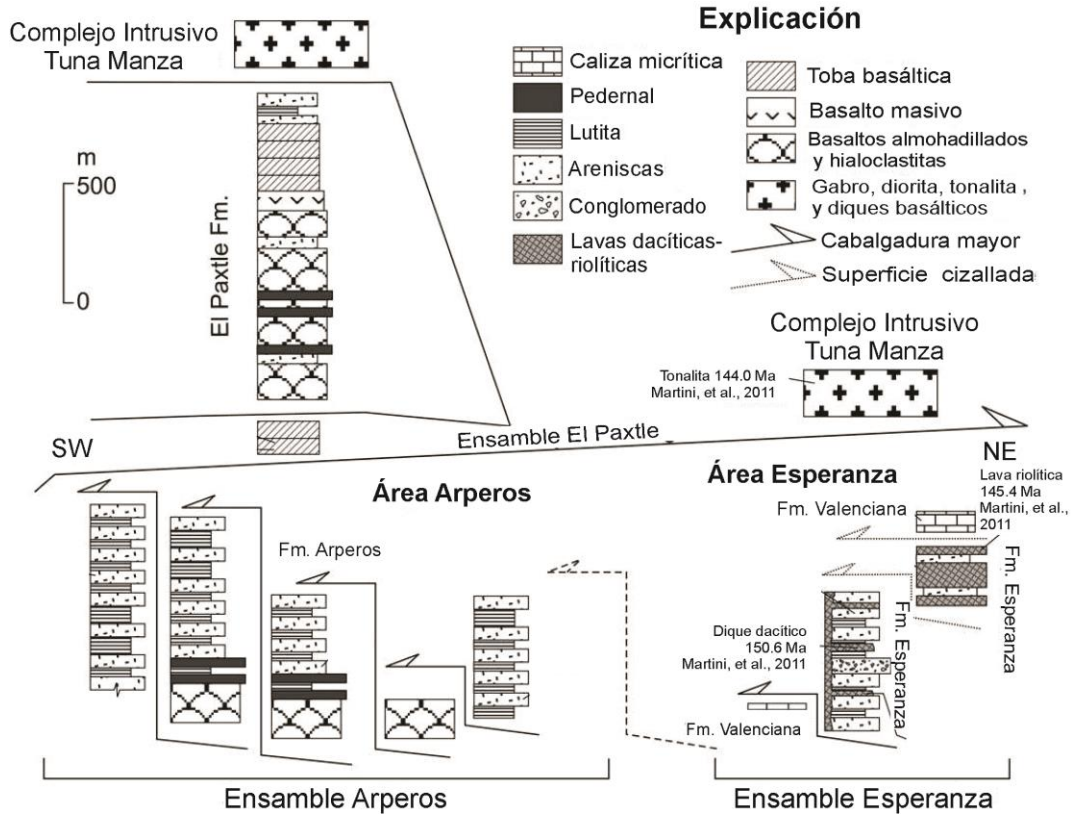 Complejo Intrusivo
Tuna Manza
m
500
0
El Paxtle Fm.
Explicación
Caliza micrítica
Pedernal
Lutita
Areniscas
Conglomerado
Lavas dacíticas-
riolíticas
Toba basáltica
Basalto masivo
Basaltos almohadillados
y hialoclastitas
Gabro, diorita, tonalita ,
y diques basálticos
Cabalgadura mayor
Superficie cizallada
Complejo Intrusivo
Tuna Manza
Tonalita 144.0 Ma
Martini, et al., 2011
Ensamble El Paxtle
SW
NE
Área Arperos
Área Esperanza
Lava riolítica
145.4 Ma
Martini, et al.,
2011
Fm. Valenciana
Fm. Esperanza
Fm. Arperos
Fm. Esperanza
Dique dacítico
150.6 Ma
Martini, et al., 2011
Fm. Valenciana
Ensamble Arperos
Ensamble Esperanza